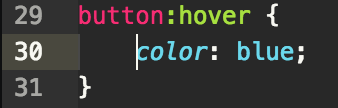 29 button:hover {
30     color: blue;
31 }